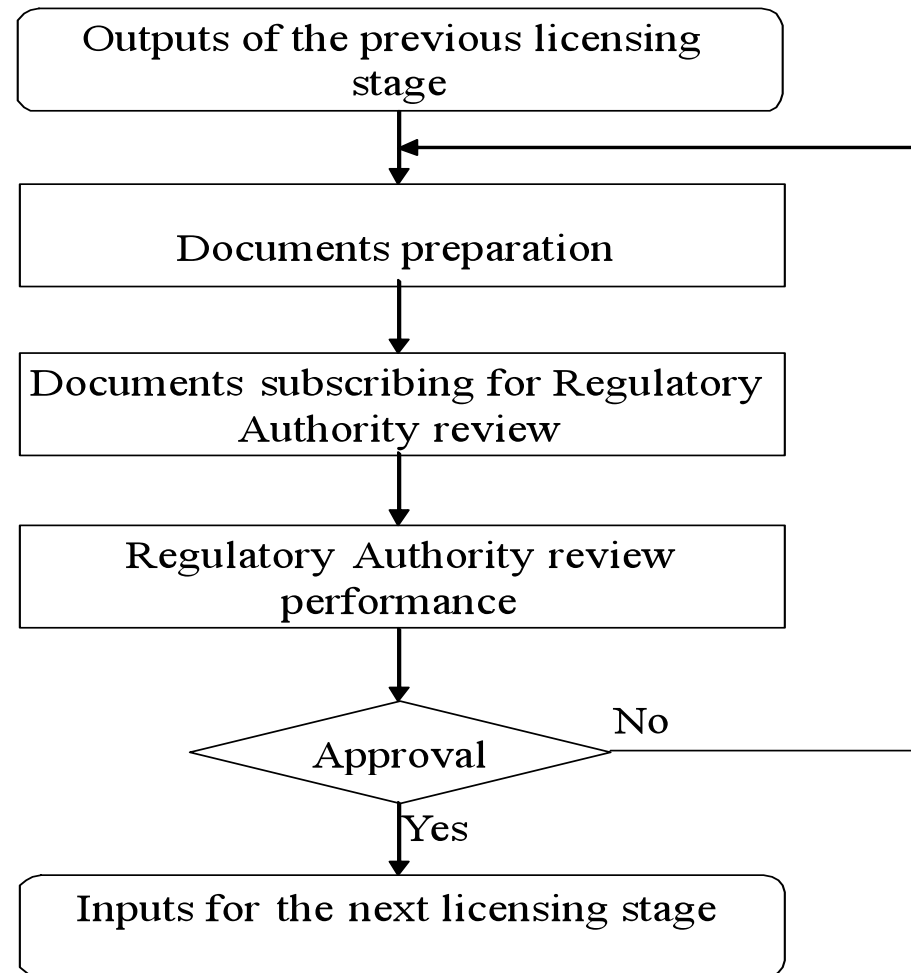 Outputs of the previous licensing
stage
Documents preparation
Documents subscribing for Regulatory
Authority review
Regulatory Authority review
performance
Approval
No
Yes
Inputs for the next licensing stage